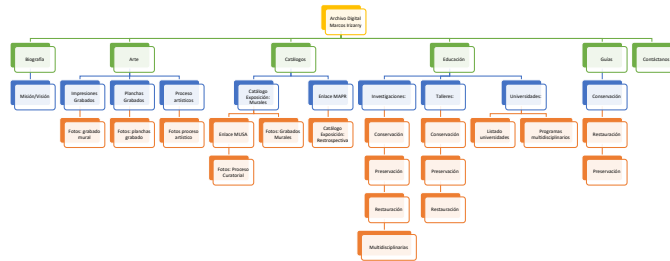 Archivo Digital
Marcos Irizarry
Biografía
Arte
Catálogos
Educación
Guías
Contáctanos
Misión/Visión
Impresiones
Grabados
Planchas
Grabados
Proceso
artísticos
Catálogo
Exposición:
Murales
Enlace MAPR
Investigaciones:
Talleres:
Universidades:
Conservación
Fotos: grabado
mural
Fotos: planchas
grabado
Fotos proceso
artístico
Enlace MUSA
Fotos: Grabados
Murales
Catálogo
Exposición:
Restrospectiva
Conservación
Conservación
Listado
universidades
Programas
multidisciplinarios
Restauración
Fotos: Proceso
Curatorial
Preservación
Preservación
Preservación
Restauración
Restauración
Multidisciplinarios